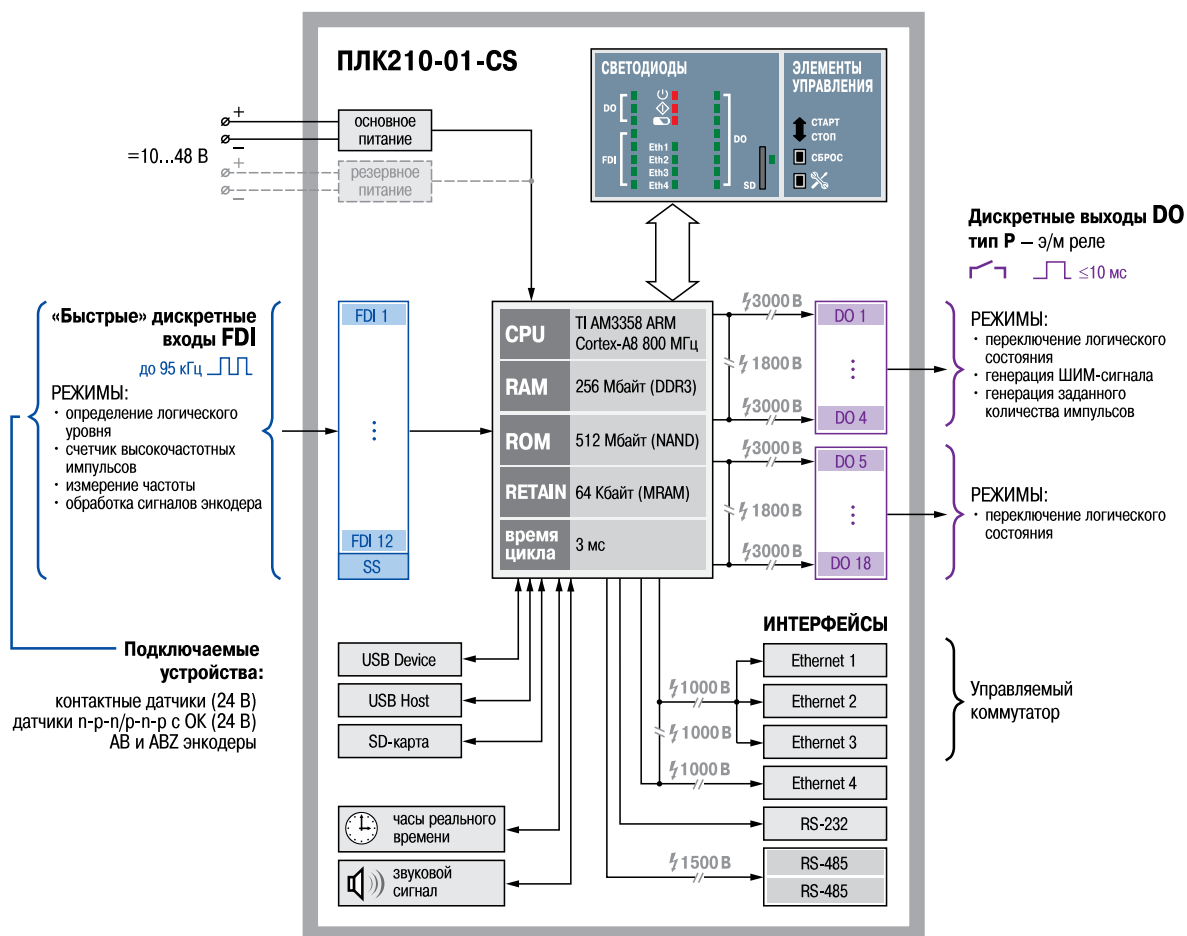 ПЛК210-01-CS
СВЕТОДИОДЫ
DO
FDI
Eth1
Eth2
Eth3
Eth4
DO
SD
ЭЛЕМЕНТЫ
УПРАВЛЕНИЯ
СТАРТ
СТОП
СБРОС
+
–
=10...48 В
+
–
основное
питание
резервное
питание
«Быстрые» дискретные
входы FDI
до 95 кГц
РЕЖИМЫ:
· определение логического
уровня
· счетчик высокочастотных
импульсов
· измерение частоты
· обработка сигналов энкодера
Подключаемые
устройства:
контактные датчики (24 В)
датчики n-p-n/p-n-p с ОК (24 В)
AB и ABZ энкодеры
FDI 1
⋮
FDI 12
SS
CPU
TI AM3358 ARM
Cortex-A8 800 МГц
RAM
256 Мбайт (DDR3)
ROM
512 Мбайт (NAND)
RETAIN
64 Кбайт (MRAM)
время
цикла
3 мс
3000 В
1800 В
3000 В
3000 В
1800 В
3000 В
DO 1
⋮
DO 4
DO 5
⋮
DO 18
Дискретные выходы DO
тип Р – э/м реле
≤10 мс
РЕЖИМЫ:
· переключение логического
состояния
· генерация ШИМ-сигнала
· генерация заданного
количества импульсов
РЕЖИМЫ:
· переключение логического
состояния
USB Device
USB Host
SD-карта
часы реального
времени
звуковой
сигнал
ИНТЕРФЕЙСЫ
1000 В
1000 В
1000 В
1500 В
Ethernet 1
Ethernet 2
Ethernet 3
Ethernet 4
RS-232
RS-485
RS-485
Управляемый
коммутатор